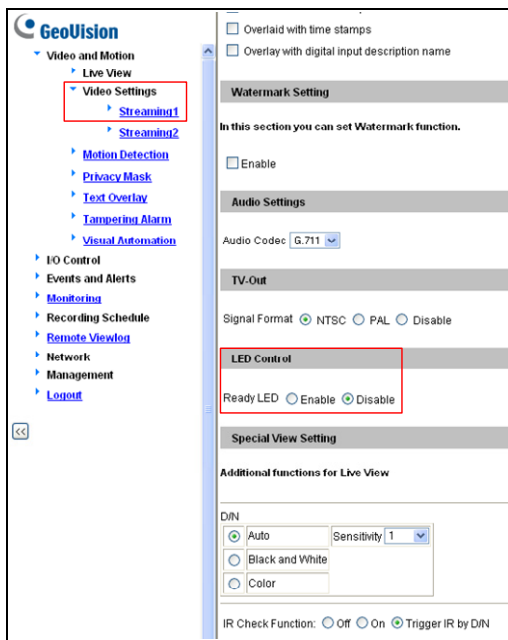 GeoVision
Video and Motion
Live View
Video Settings
Streaming1
Streaming2
Motion Detection
Privacy Mask
Text Overlay
Tampering Alarm
Visual Automation
I/O Control
Events and Alerts
Monitoring
Recording Schedule
Remote Viewlog
Network
Management
Logout
<<
Overlaid with time stamps
Overlay with digital input description name
Watermark Setting
In this section you can set Watermark function.
Enable
Audio Settings
Audio Codec G.711
TV-Out
Signal Format NTSC PAL Disable
LED Control
Ready LED Enable Disable
Special View Setting
Additional functions for Live View
D/N
Auto Sensitivity 1
Black and White
Color
IR Check Function: Off On Trigger IR by D/N